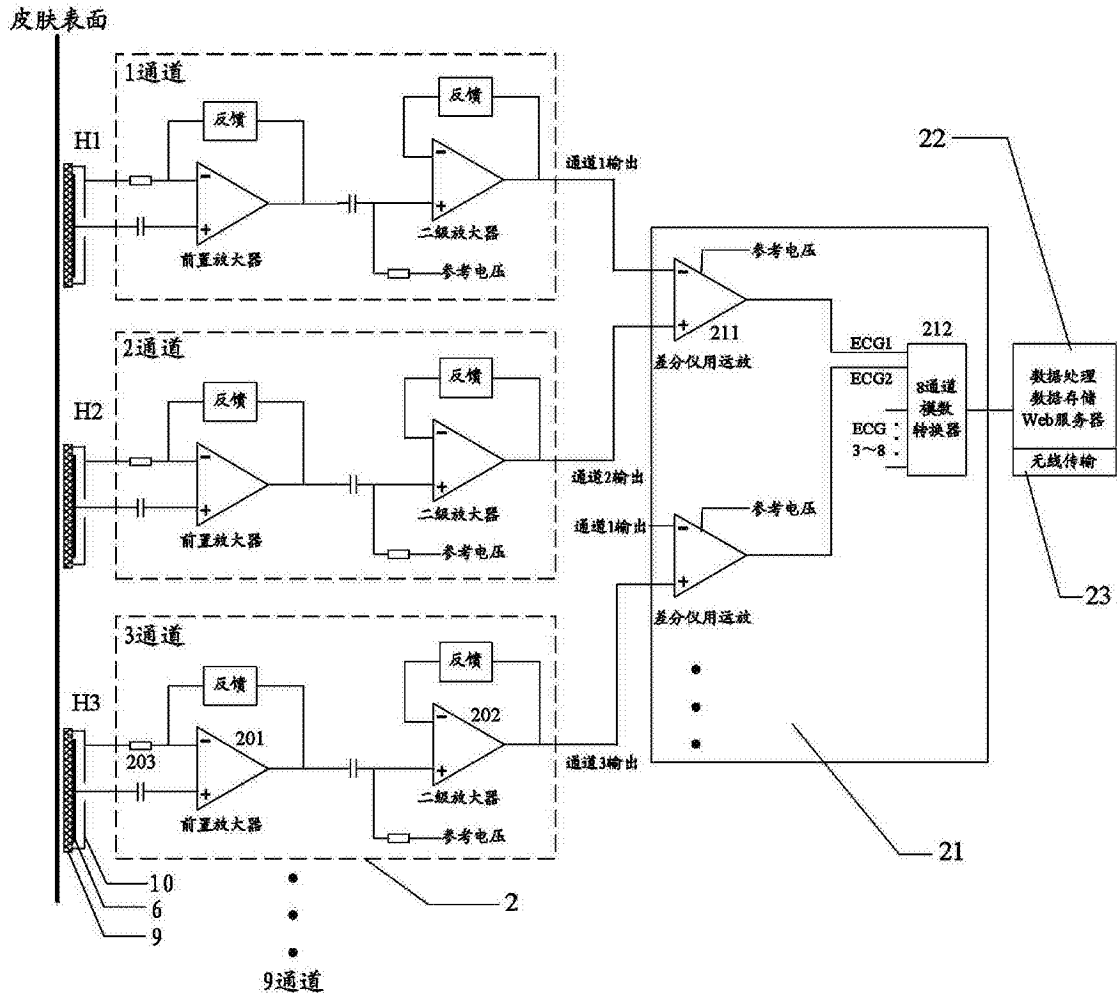 皮肤表面
1通道
H1
反馈
反馈
−
+
前置放大器
−
+
二级放大器
参考电压
通道1输出
2通道
H2
反馈
反馈
−
+
前置放大器
−
+
二级放大器
参考电压
通道2输出
3通道
H3
反馈
反馈
203
−
+
201
前置放大器
−
+
202
二级放大器
参考电压
通道3输出
10
6
9
2
9通道
−
+
参考电压
211
差分仪用运放
通道1输出
−
+
参考电压
差分仪用运放
ECG1
ECG2
ECG
3～8
212
8通道
模数
转换器
21
22
数据处理
数据存储
Web服务器
无线传输
23